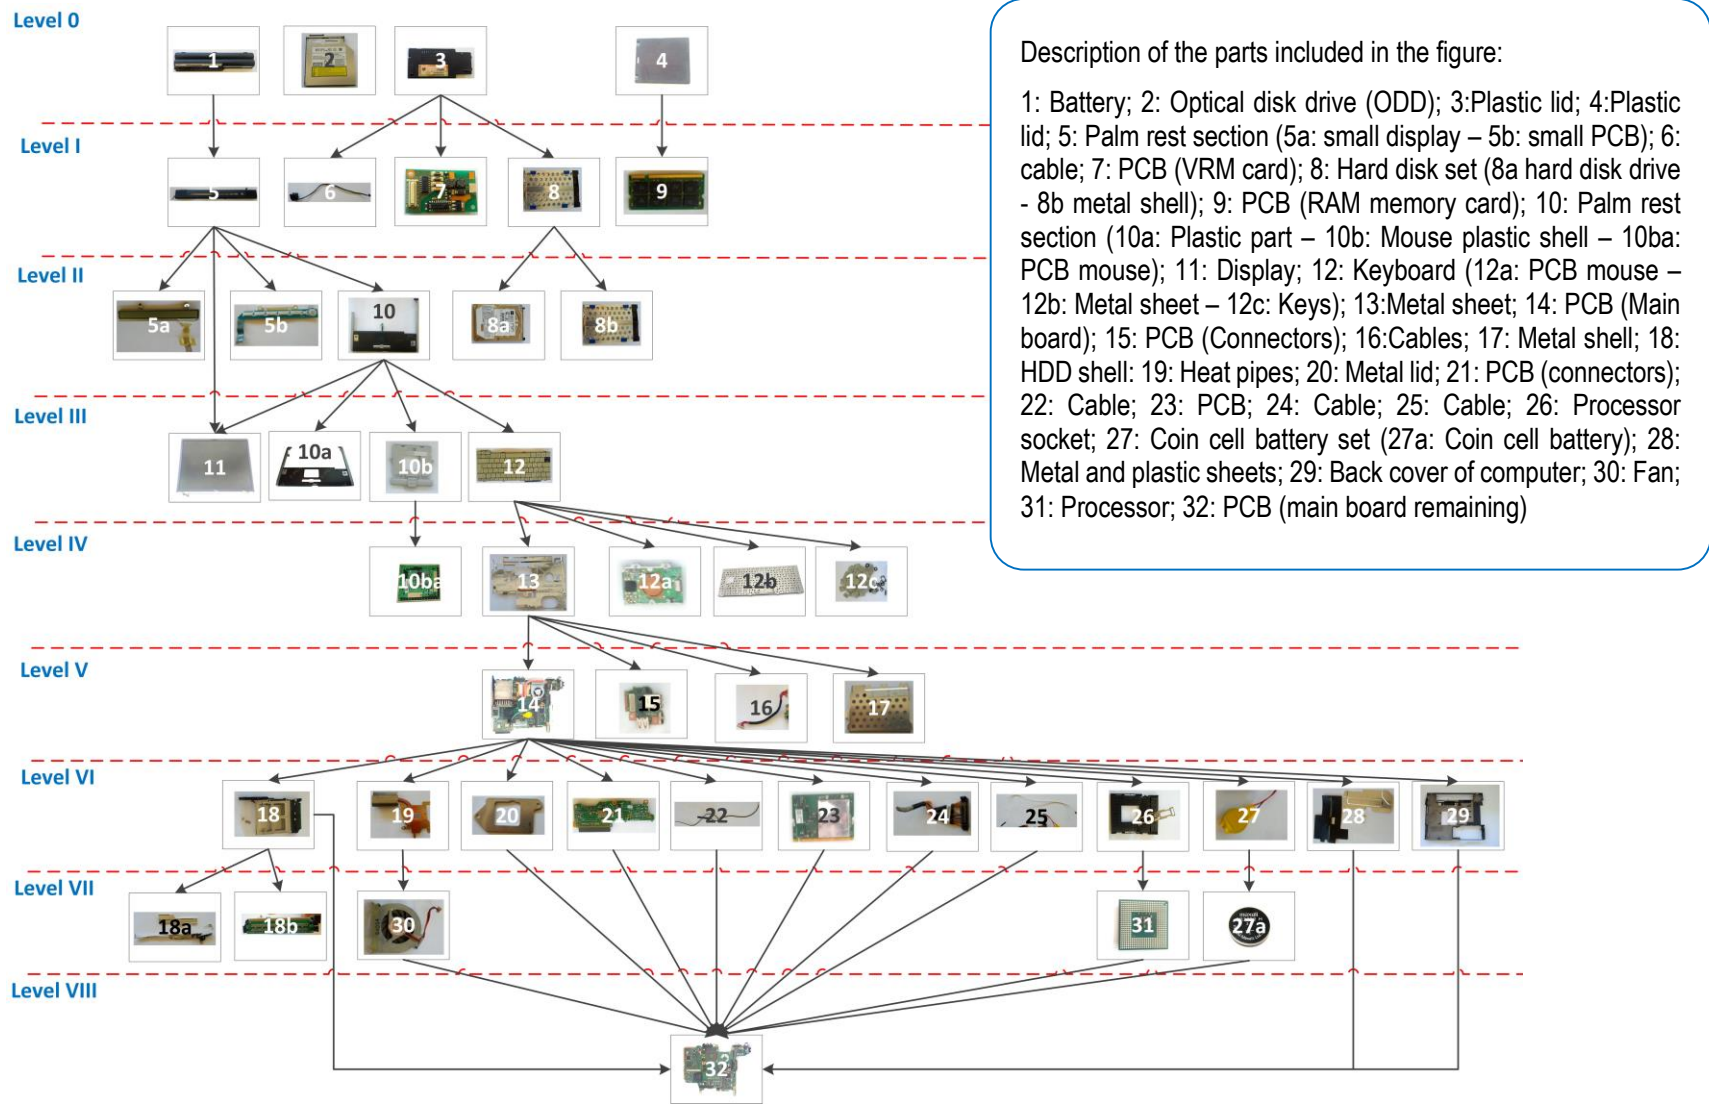 Level 0
1 2 3 4
Description of the parts included in the figure:
1: Battery; 2: Optical disk drive (ODD); 3:Plastic lid; 4:Plastic
lid; 5: Palm rest section (5a: small display – 5b: small PCB); 6:
cable; 7: PCB (VRM card); 8: Hard disk set (8a hard disk drive
- 8b metal shell); 9: PCB (RAM memory card); 10: Palm rest
section (10a: Plastic part – 10b: Mouse plastic shell – 10ba:
PCB mouse); 11: Display; 12: Keyboard (12a: PCB mouse –
12b: Metal sheet – 12c: Keys); 13:Metal sheet; 14: PCB (Main
board); 15: PCB (Connectors); 16:Cables; 17: Metal shell; 18:
HDD shell: 19: Heat pipes; 20: Metal lid; 21: PCB (connectors);
22: Cable; 23: PCB; 24: Cable; 25: Cable; 26: Processor
socket; 27: Coin cell battery set (27a: Coin cell battery); 28:
Metal and plastic sheets; 29: Back cover of computer; 30: Fan;
31: Processor; 32: PCB (main board remaining)
Level I
5 6 7 8 9
Level II
5a 5b 10 8a 8b
Level III
11 10a 10b 12
Level IV
10ba 13 12a 12b 12c
Level V
14 15 16 17
Level VI
18 19 20 21 22 23 24 25 26 27 28 29
Level VII
18a 18b 30 31 27a
Level VIII
32